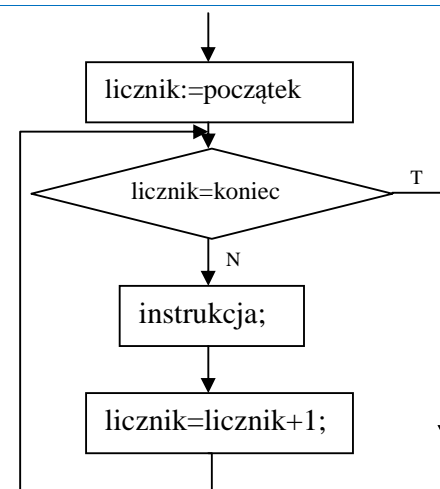 licznik:=początek
licznik=koniec
T
N
instrukcja;
licznik=licznik+1;